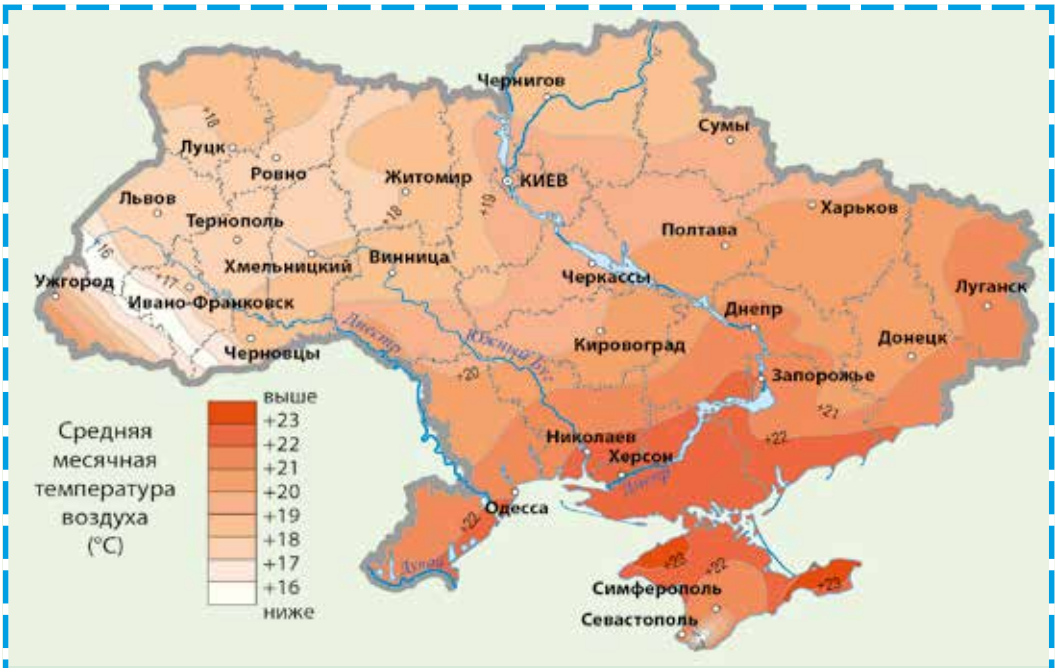 Чернигов
Сумы
+18
Луцк
Ровно
Житомир
КИЕВ
Львов
+18
+19
Харьков
Тернополь
Полтава
+16
Хмельницкий
Винница
Черкассы
Ужгород
+17
Ивано-Франковск
Луганск
Днепр
Днестр
Южный Буг
Кировоград
Донецк
Черновцы
+20
Запорожье
+21
+22
Николаев
Херсон
Днепр
Одесса
+22
Дунай
+23
+22
+23
Симферополь
Севастополь
Средняя
месячная
температура
воздуха
(°C)
выше
+23
+22
+21
+20
+19
+18
+17
+16
ниже